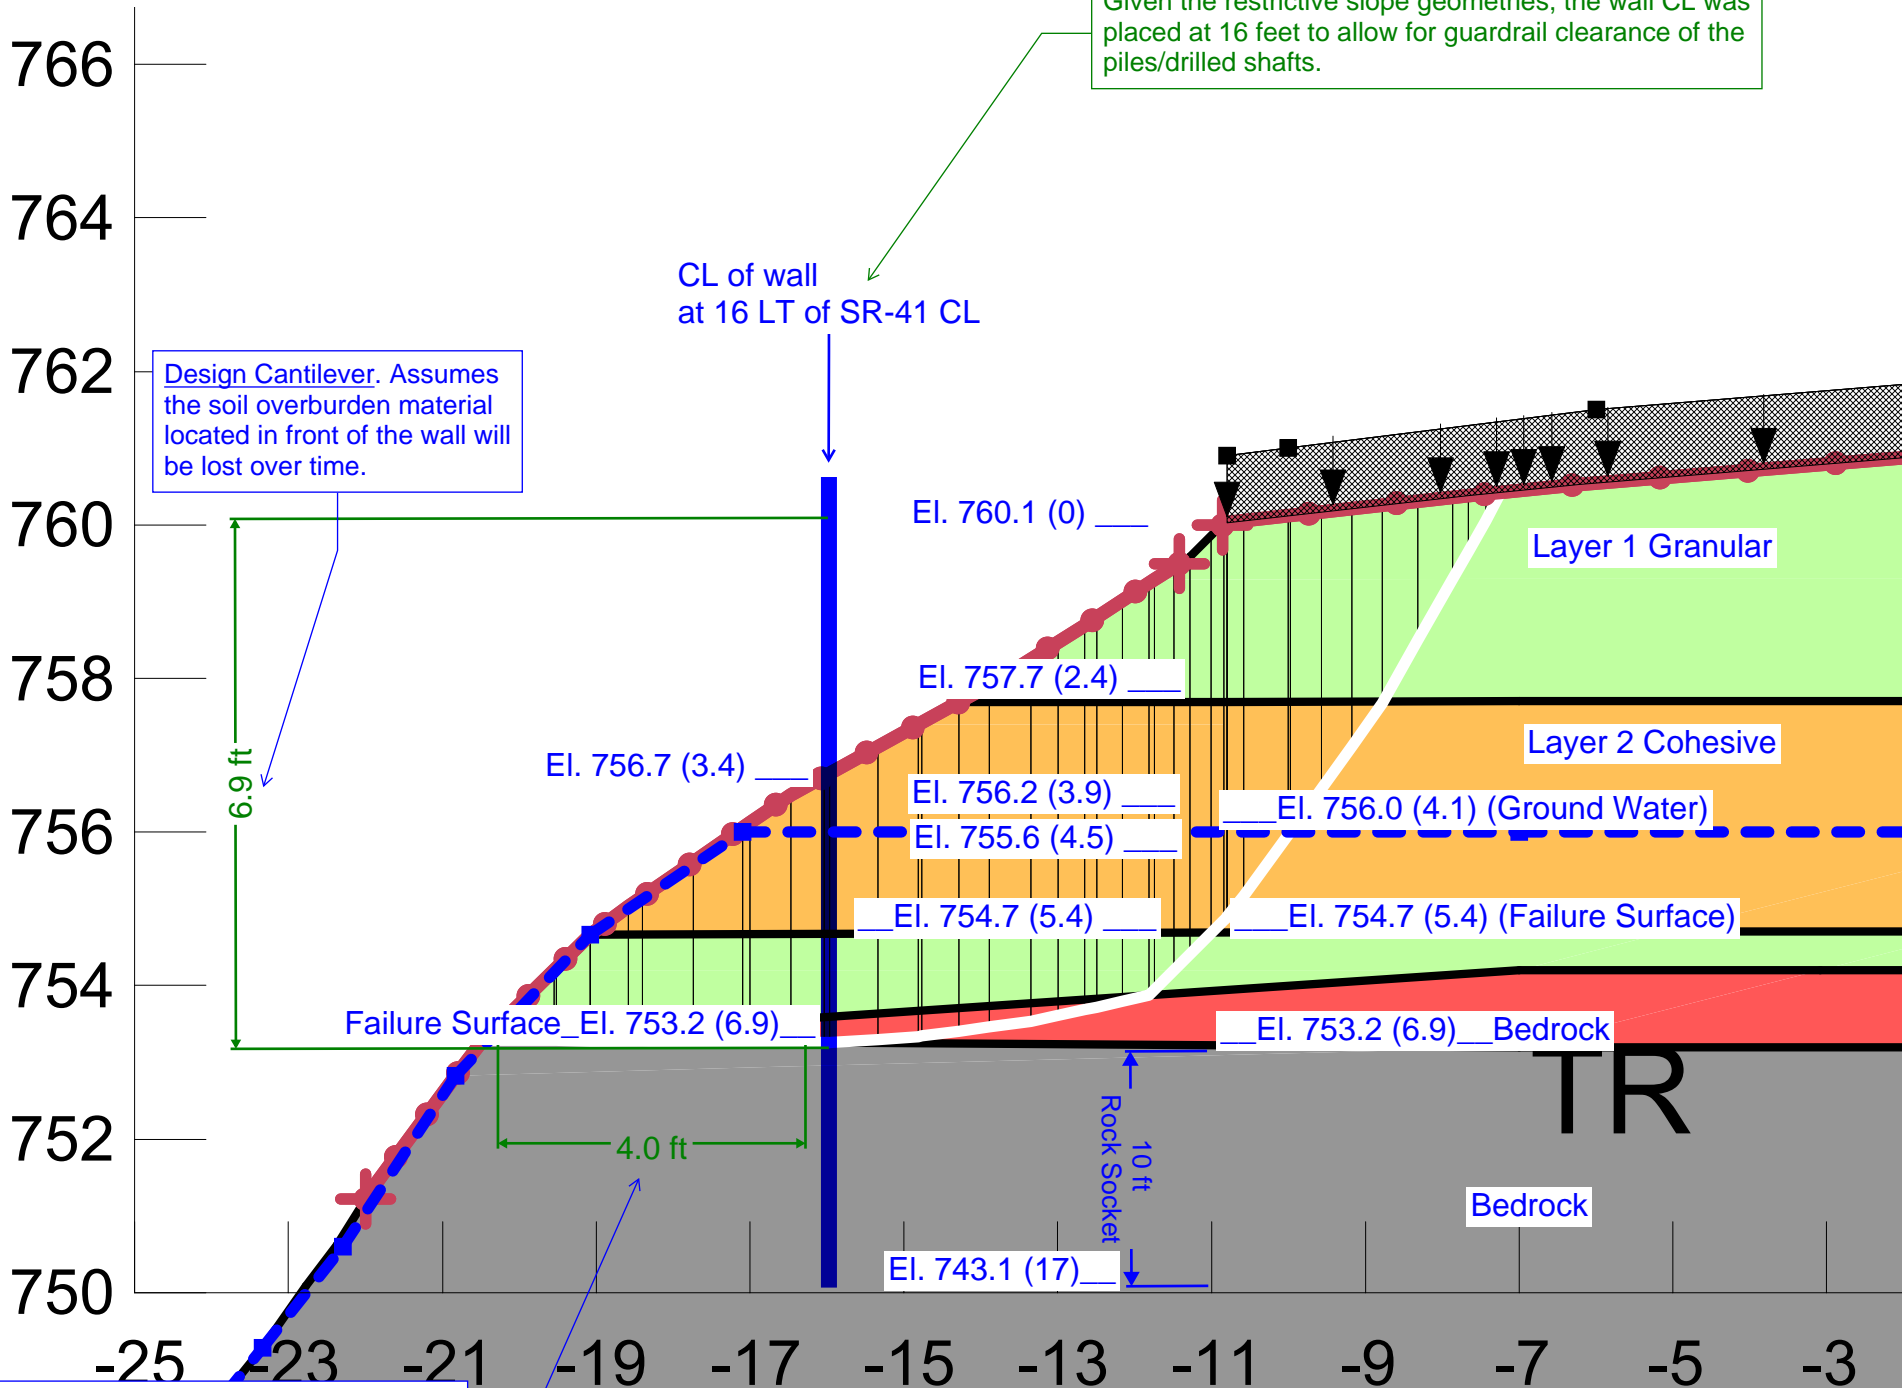 Given the restrictive slope geometries, the wall CL was
placed at 16 feet to allow for guardrail clearance of the
piles/drilled shafts.
766
764
762
760
758
756
754
752
750
CL of wall
at 16 LT of SR-41 CL
Design Cantilever. Assumes
the soil overburden material
located in front of the wall will
be lost over time.
El. 760.1 (0) ___
Layer 1 Granular
El. 757.7 (2.4) ___
Layer 2 Cohesive
El. 756.7 (3.4) ___
6.9 ft
El. 756.2 (3.9) ___
___El. 756.0 (4.1) (Ground Water)
El. 755.6 (4.5) ___
__El. 754.7 (5.4) ___
___El. 754.7 (5.4) (Failure Surface)
Failure Surface_El. 753.2 (6.9)__
__El. 753.2 (6.9)__Bedrock
TR
4.0 ft
10 ft
Rock Socket
Bedrock
El. 743.1 (17)__
-25 -23 -21 -19 -17 -15 -13 -11 -9 -7 -5 -3